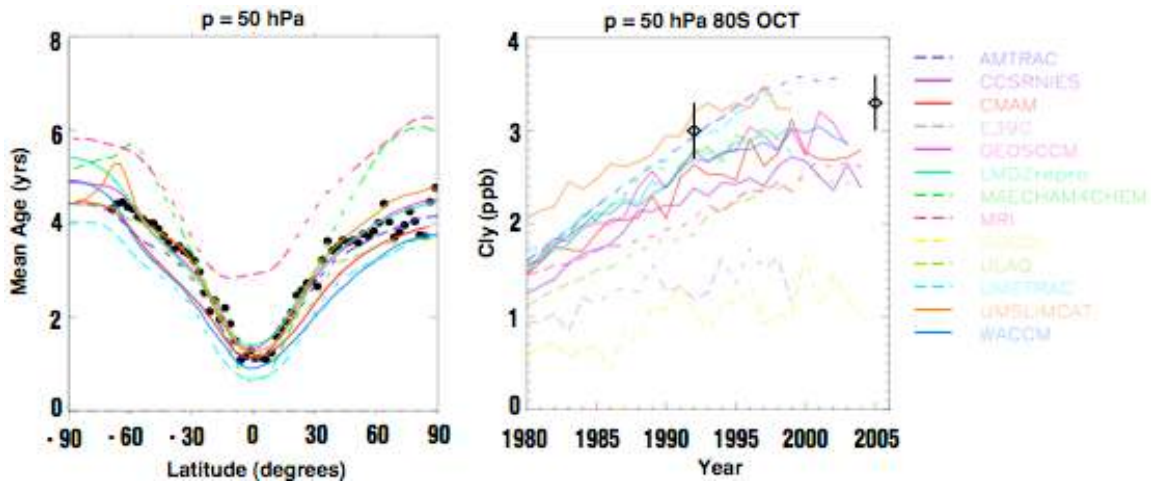 p = 50 hPa
8
6
4
2
0
Mean Age (yrs)
- 90
- 60
- 30
0
30
60
90
Latitude (degrees)
p = 50 hPa 80S OCT
4
3
2
1
0
Cly (ppb)
1980
1985
1990
1995
2000
2005
Year
AMTRAC
CCSRNIES
CMAM
E39C
GEOSCCM
LMDZrepro
MAECHAM4CHEM
MRI
ULAQ
UMETRAC
UMSLIMCAT
WACCM